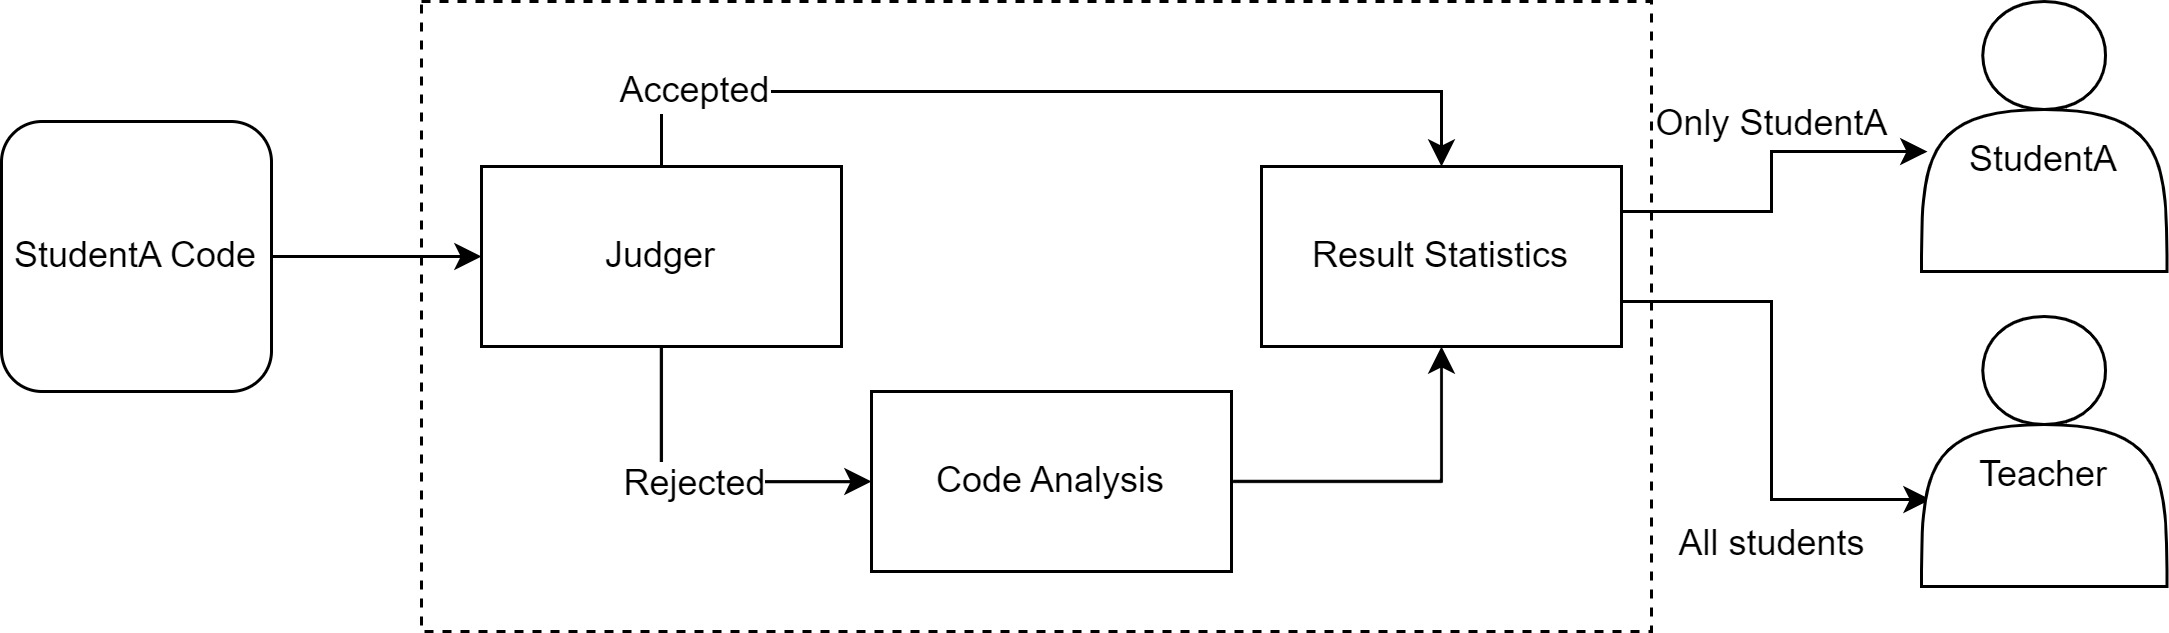 Accepted
Only StudentA
StudentA
StudentA Code
Judger
Result Statistics
Rejected
Code Analysis
Teacher
All students